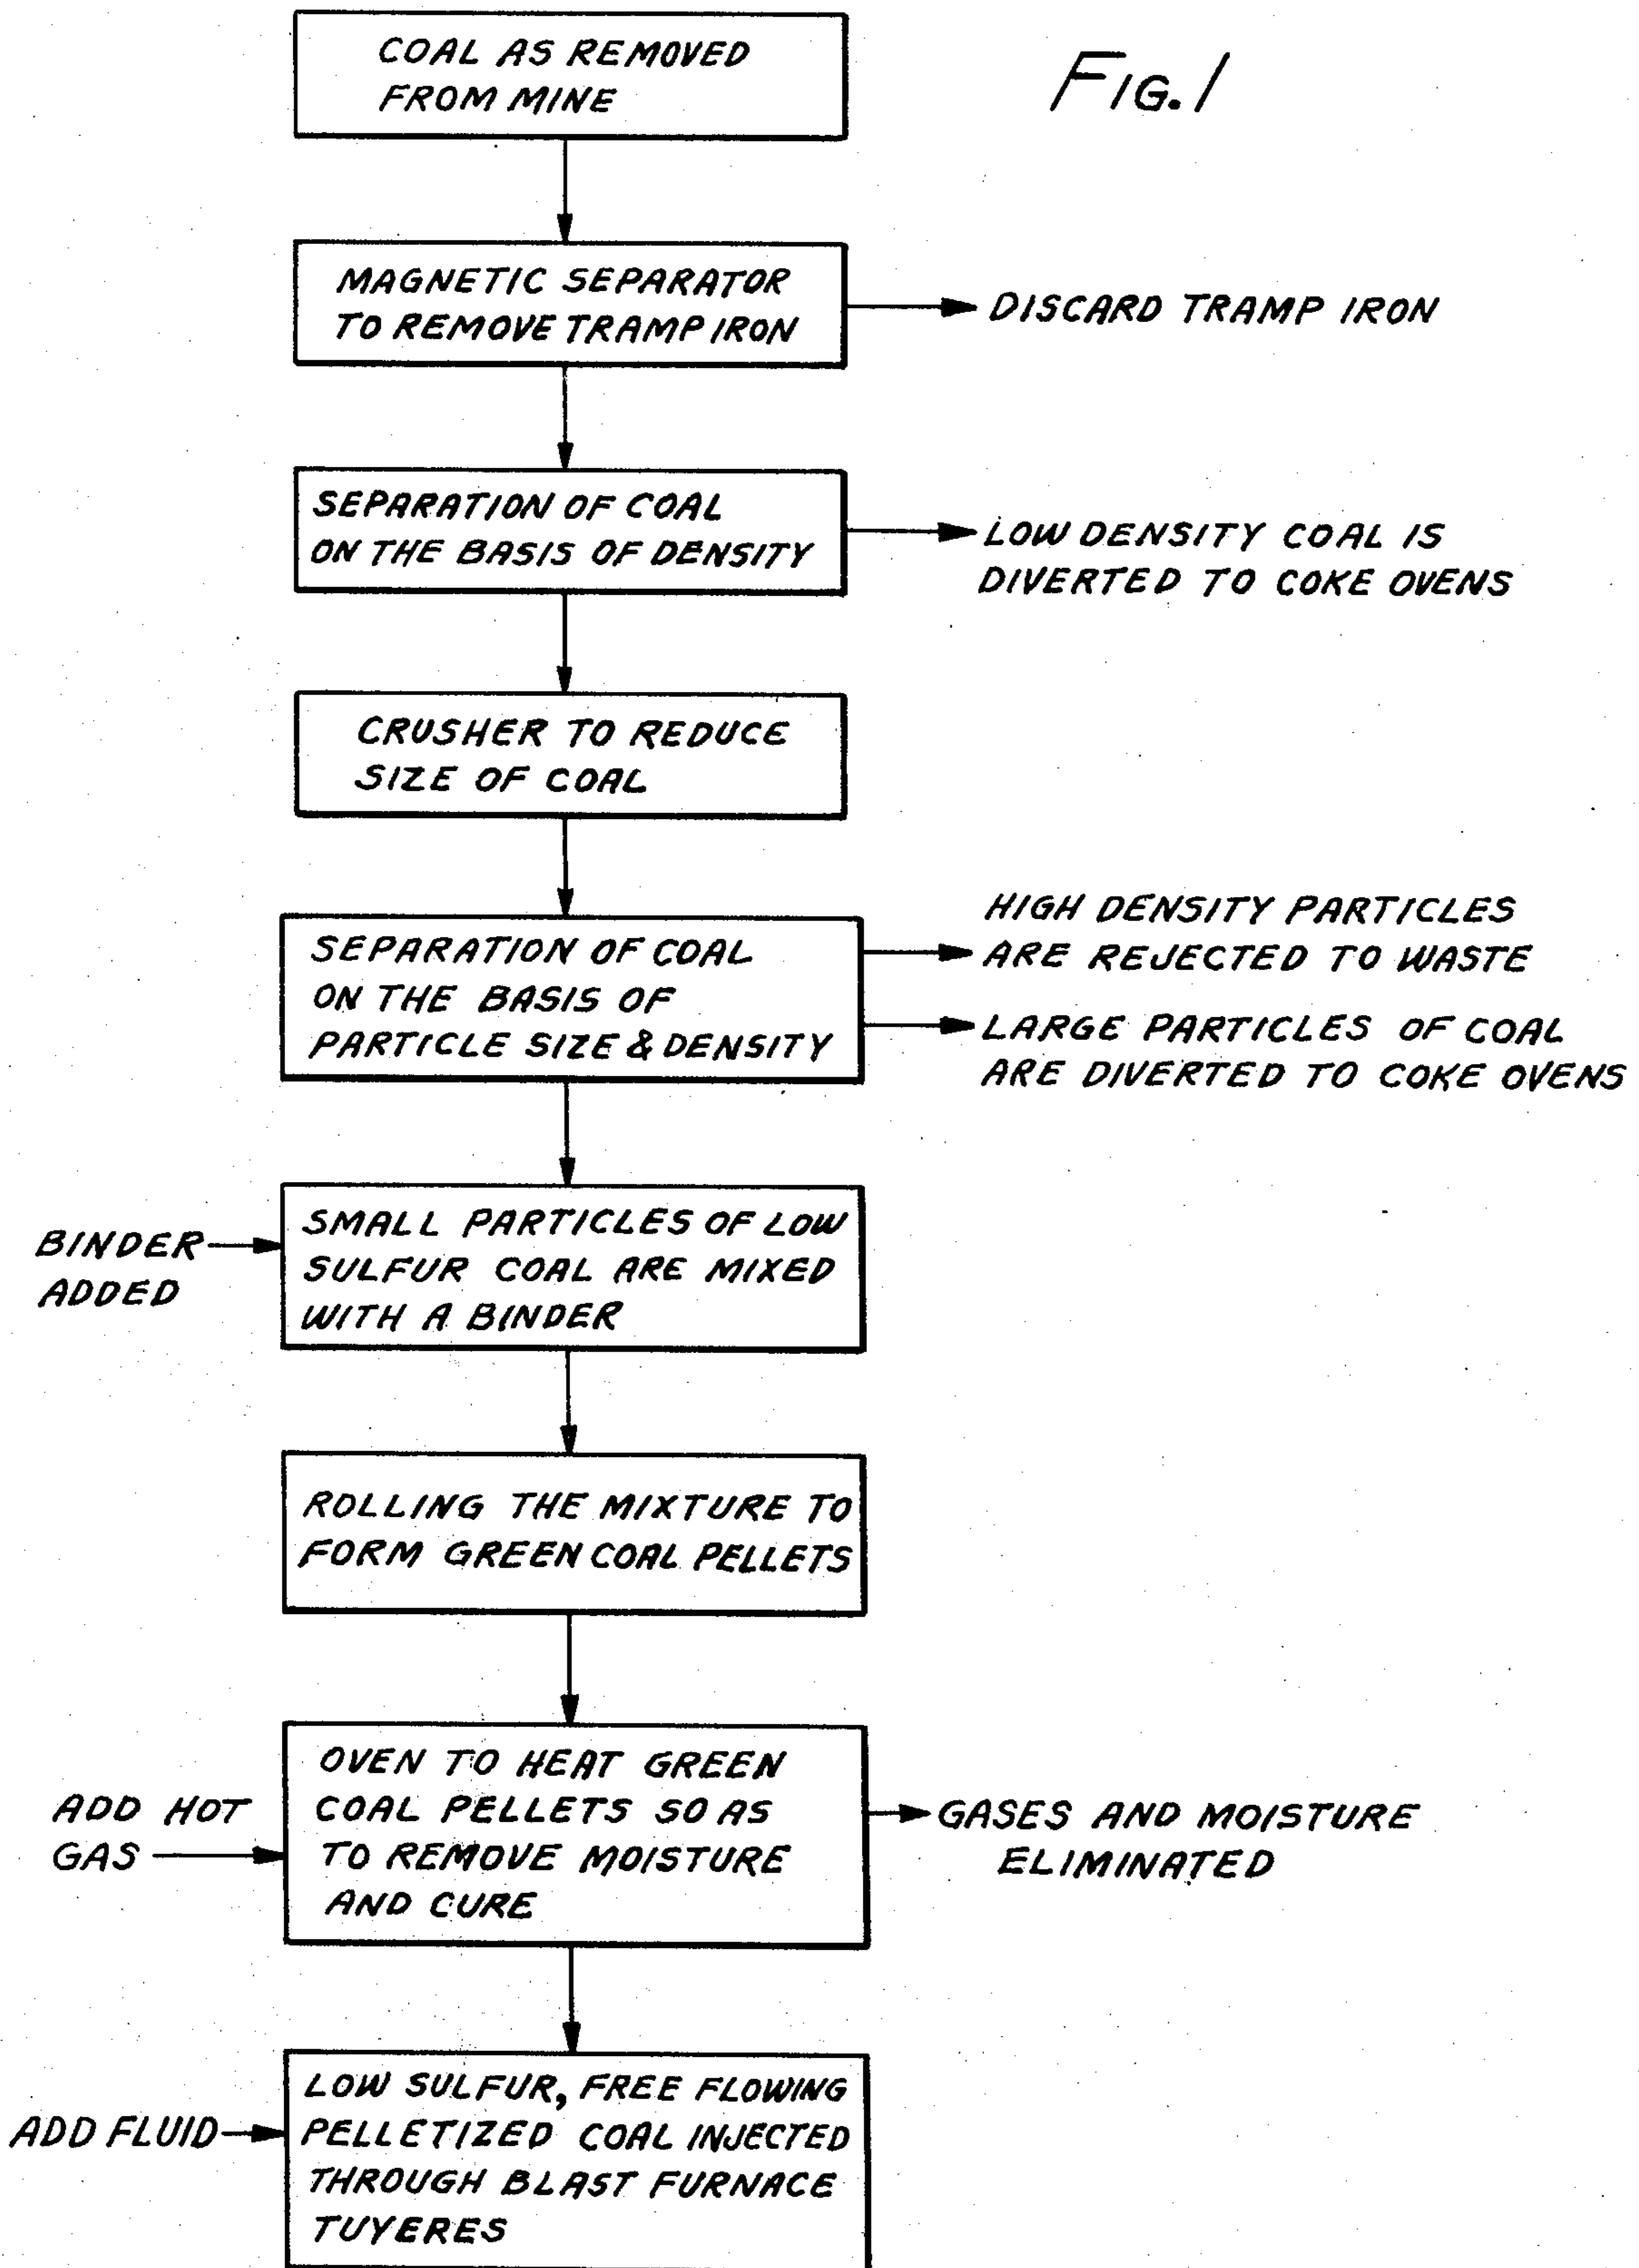 COAL AS REMOVED
FROM MINE
FIG. 1
MAGNETIC SEPARATOR
TO REMOVE TRAMP IRON
DISCARD TRAMP IRON
SEPARATION OF COAL
ON THE BASIS OF DENSITY
LOW DENSITY COAL IS
DIVERTED TO COKE OVENS
CRUSHER TO REDUCE
SIZE OF COAL
SEPARATION OF COAL
ON THE BASIS OF
PARTICLE SIZE & DENSITY
HIGH DENSITY PARTICLES
ARE REJECTED TO WASTE
LARGE PARTICLES OF COAL
ARE DIVERTED TO COKE OVENS
BINDER
ADDED
SMALL PARTICLES OF LOW
SULFUR COAL ARE MIXED
WITH A BINDER
ROLLING THE MIXTURE TO
FORM GREEN COAL PELLETS
ADD HOT
GAS
OVEN TO HEAT GREEN
COAL PELLETS SO AS
TO REMOVE MOISTURE
AND CURE
GASES AND MOISTURE
ELIMINATED
ADD FLUID
LOW SULFUR, FREE FLOWING
PELLETIZED COAL INJECTED
THROUGH BLAST FURNACE
TUYERES